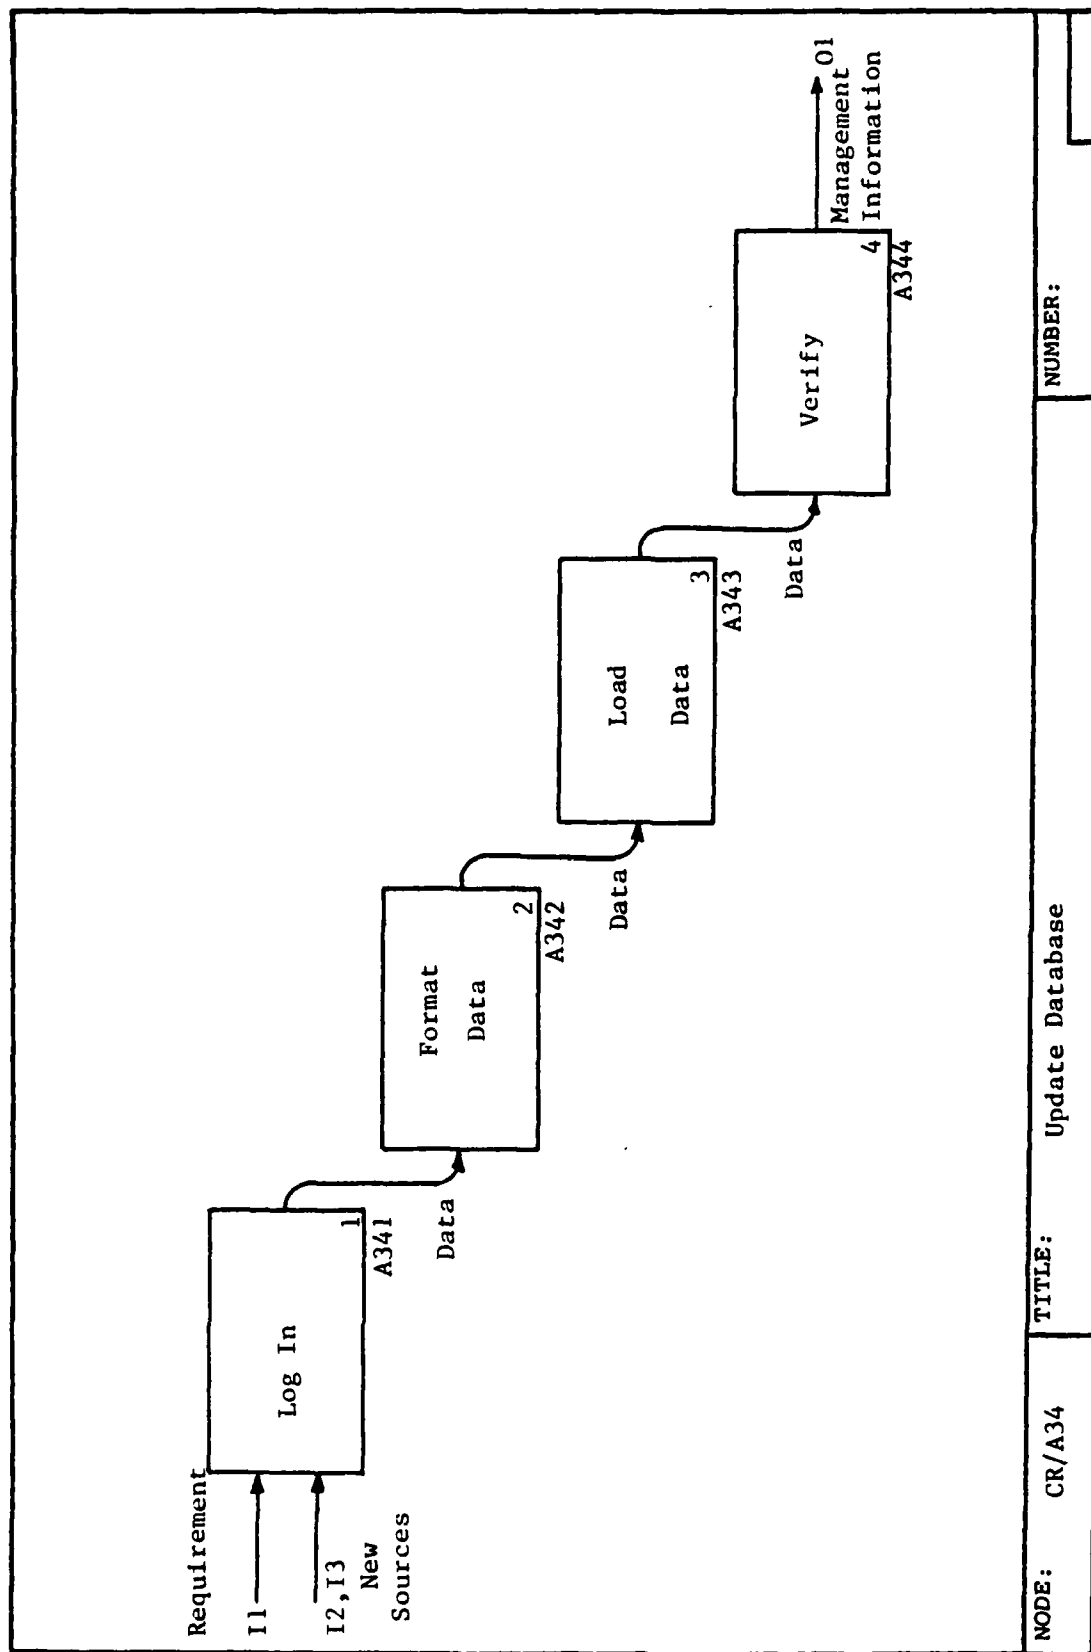 Requirement
I1
I2,I3
New
Sources
Log In
1
A341
Data
Format
Data
2
A342
Data
Load
Data
3
A343
Data
Verify
4
A344
O1
Management
Information
NODE: CR/A34
TITLE: Update Database
NUMBER: